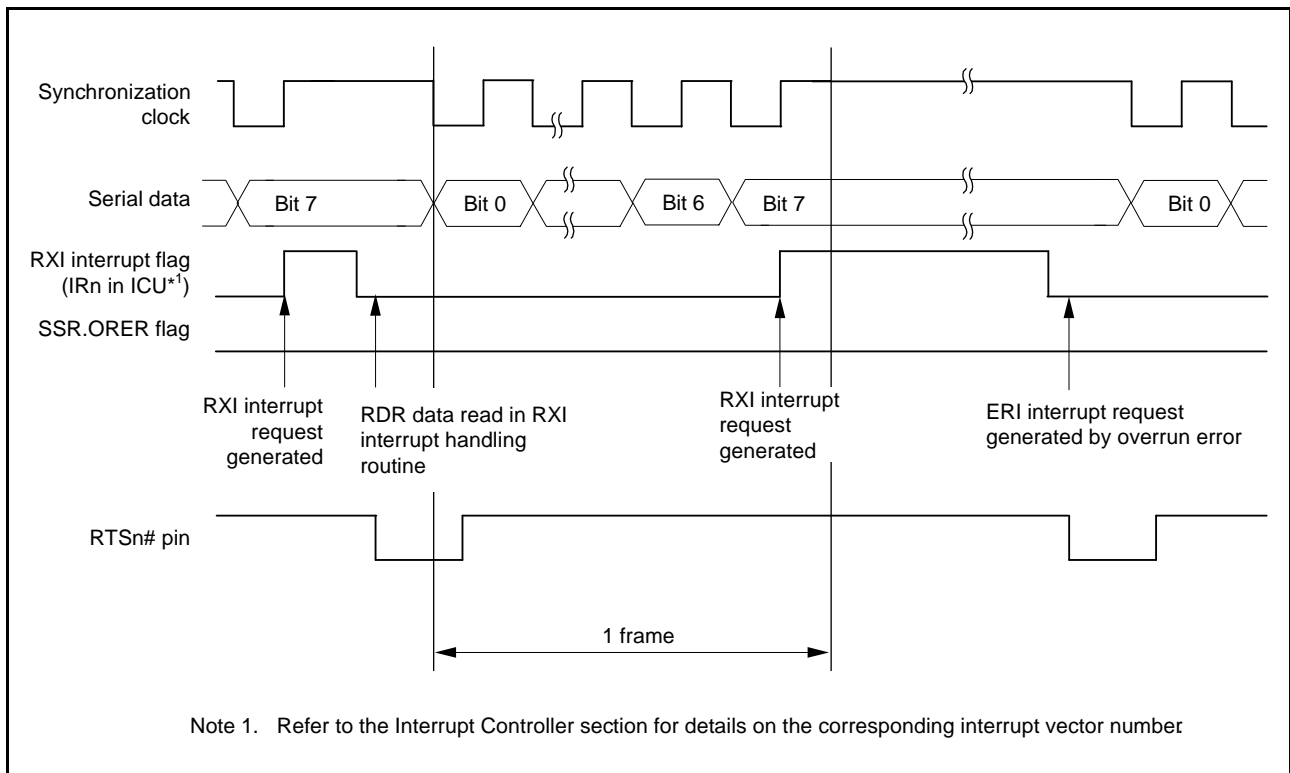 Synchronization
clock
Serial data
Bit 7
Bit 0
Bit 6
Bit 7
Bit 0
RXI interrupt flag
(IRn in ICU*1)
SSR.ORER flag
RXI interrupt
request
generated
RDR data read in RXI
interrupt handling
routine
RXI interrupt
request
generated
ERI interrupt request
generated by overrun error
RTSn# pin
1 frame
Note 1. Refer to the Interrupt Controller section for details on the corresponding interrupt vector number.